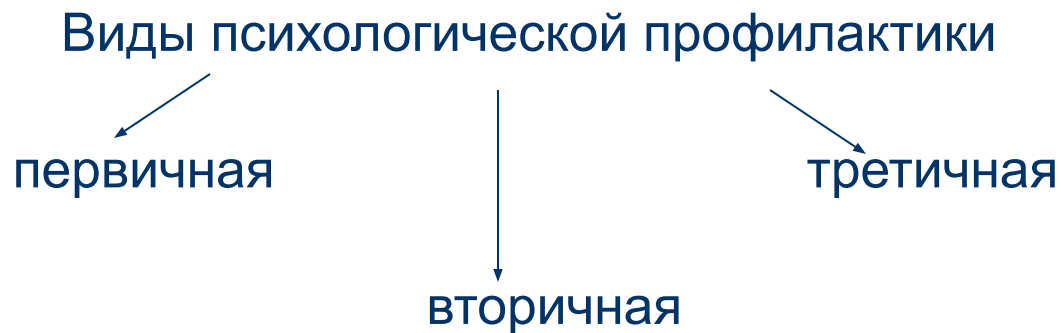 Виды психологической профилактики
первичная
третичная
вторичная